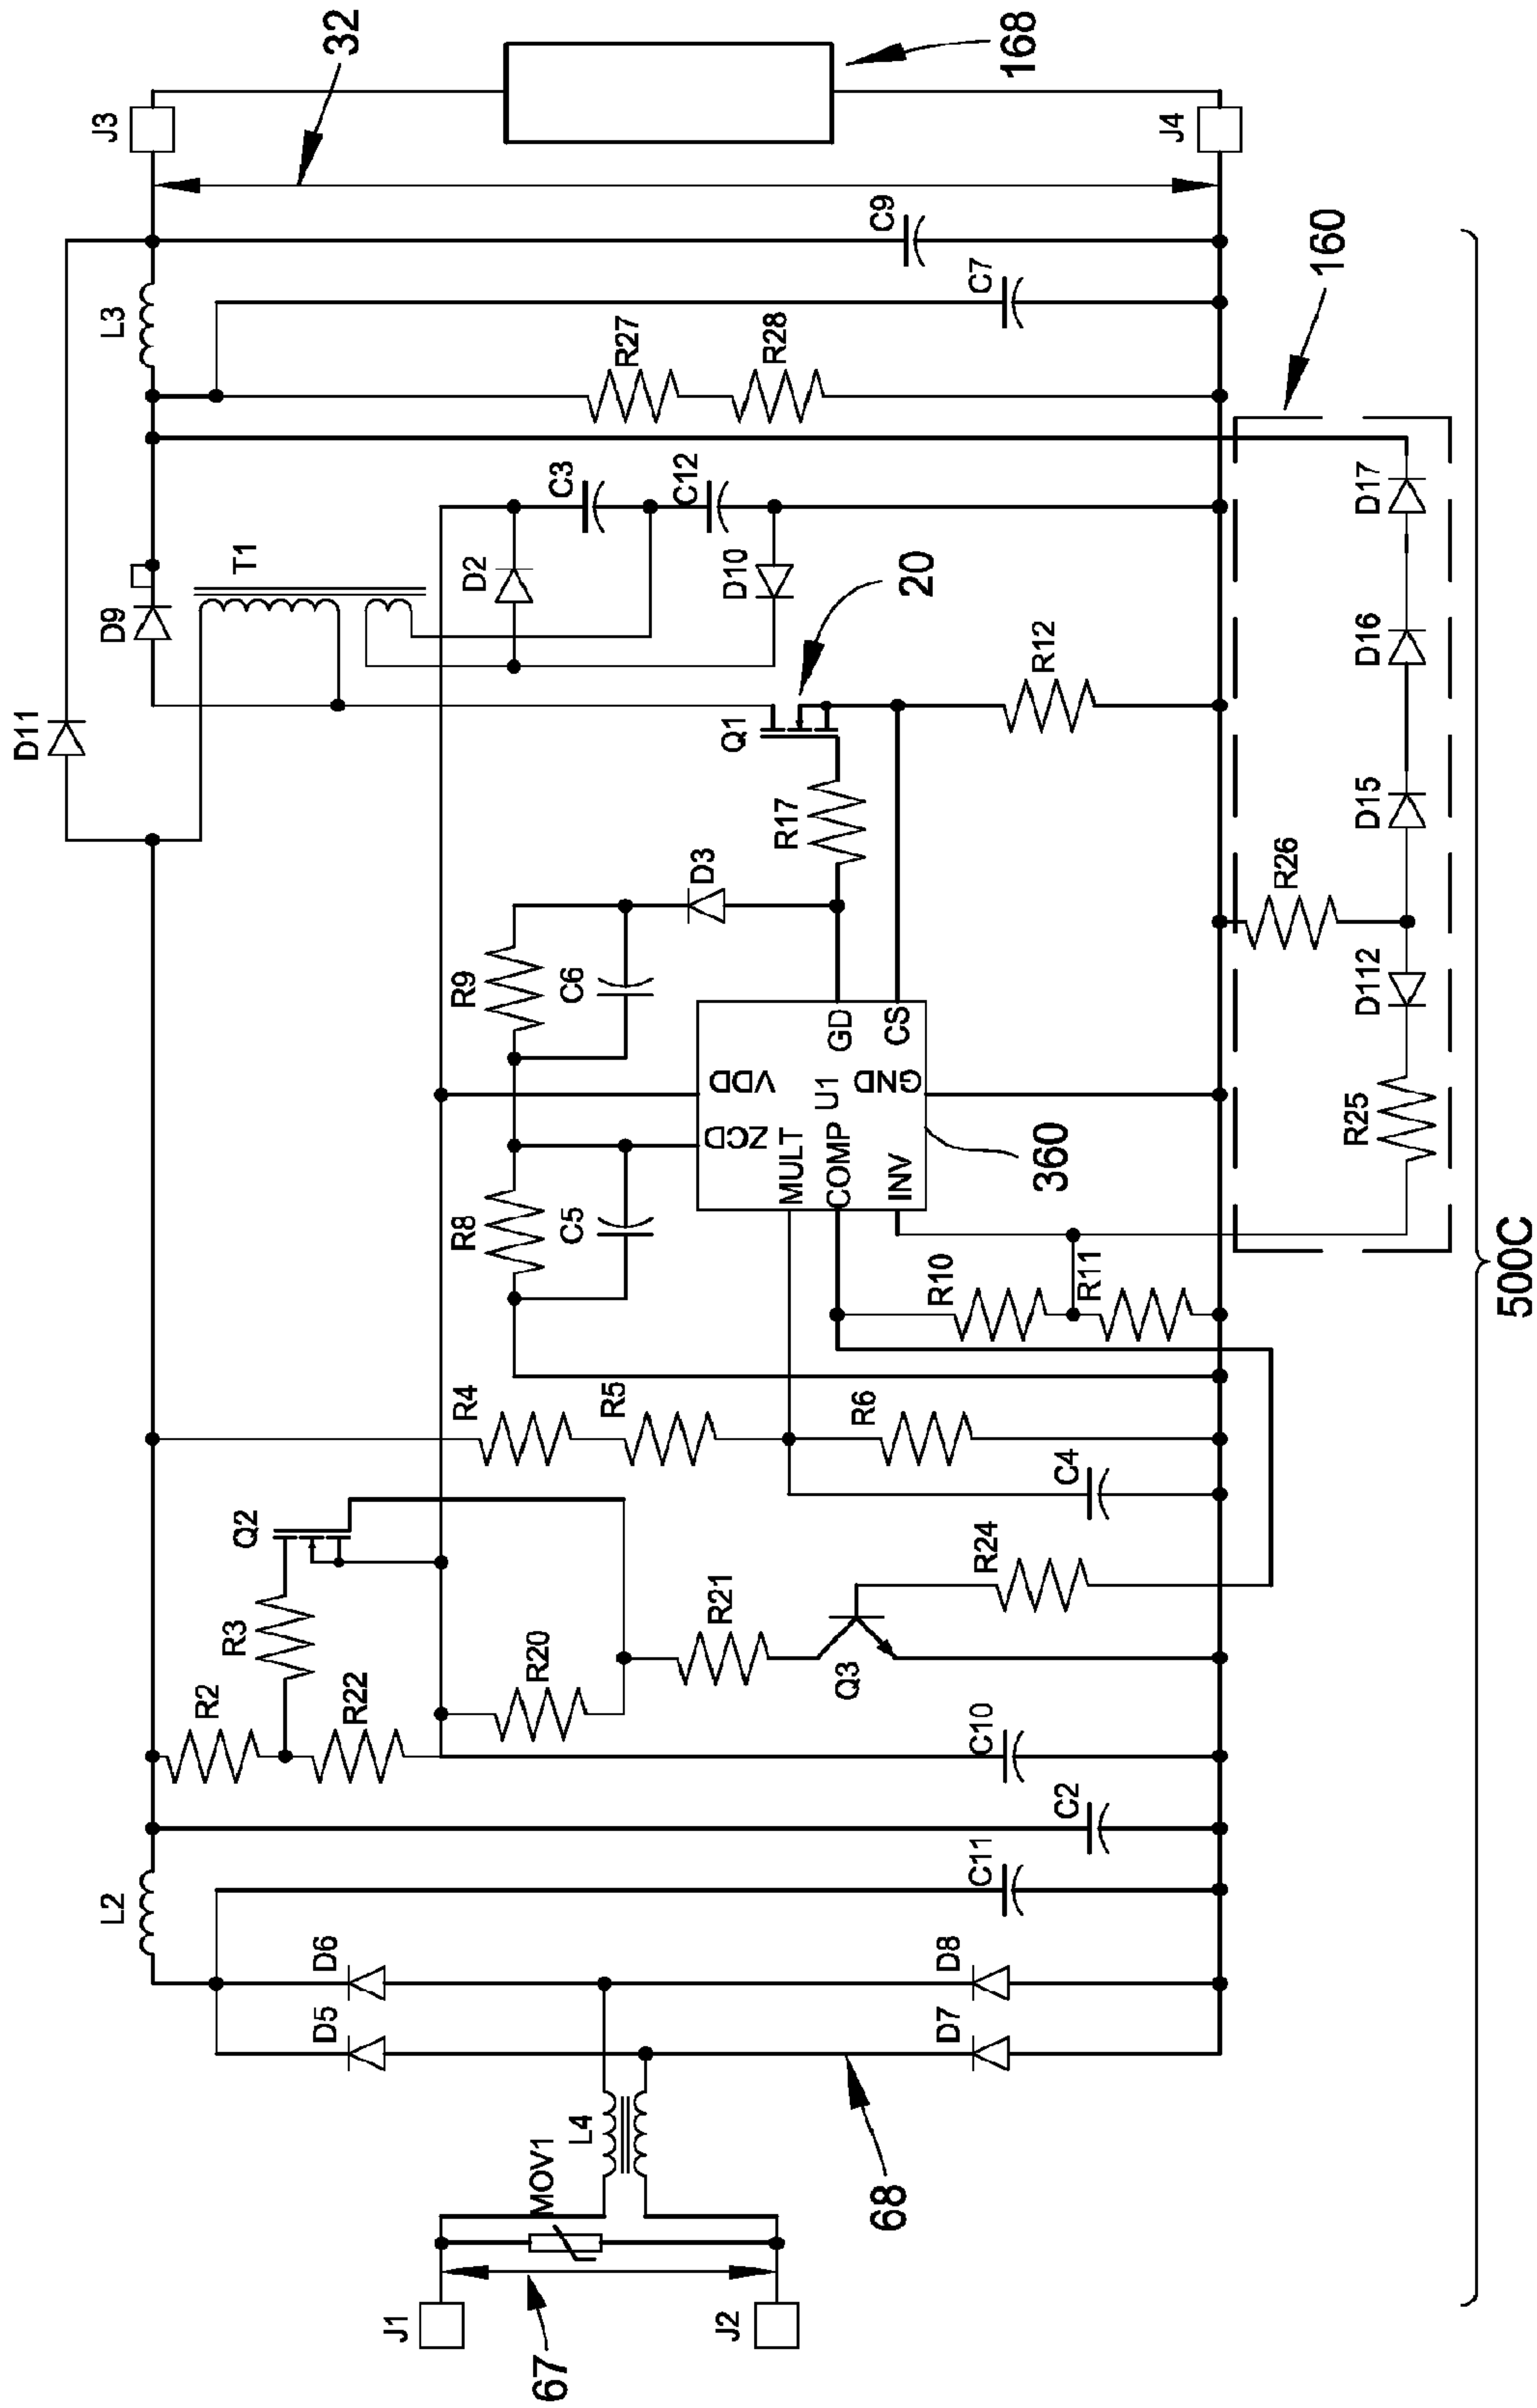 32
J3
168
J4
C9
L3
C7
R27
R28
160
D11
D9
T1
D2
C3
C12
D10
D17
20
Q1
R12
D16
R17
D3
D15
R26
R9
C6
GD
CS
VDD
U1
GND
D112
ZCD
MULT
COMP
INV
360
R25
R8
C5
R10
R11
500C
R4
R5
R6
C4
Q2
R3
R24
R21
R20
Q3
R2
R22
C10
C2
C11
L2
D6
D8
D5
D7
L4
MOV1
68
J1
J2
67